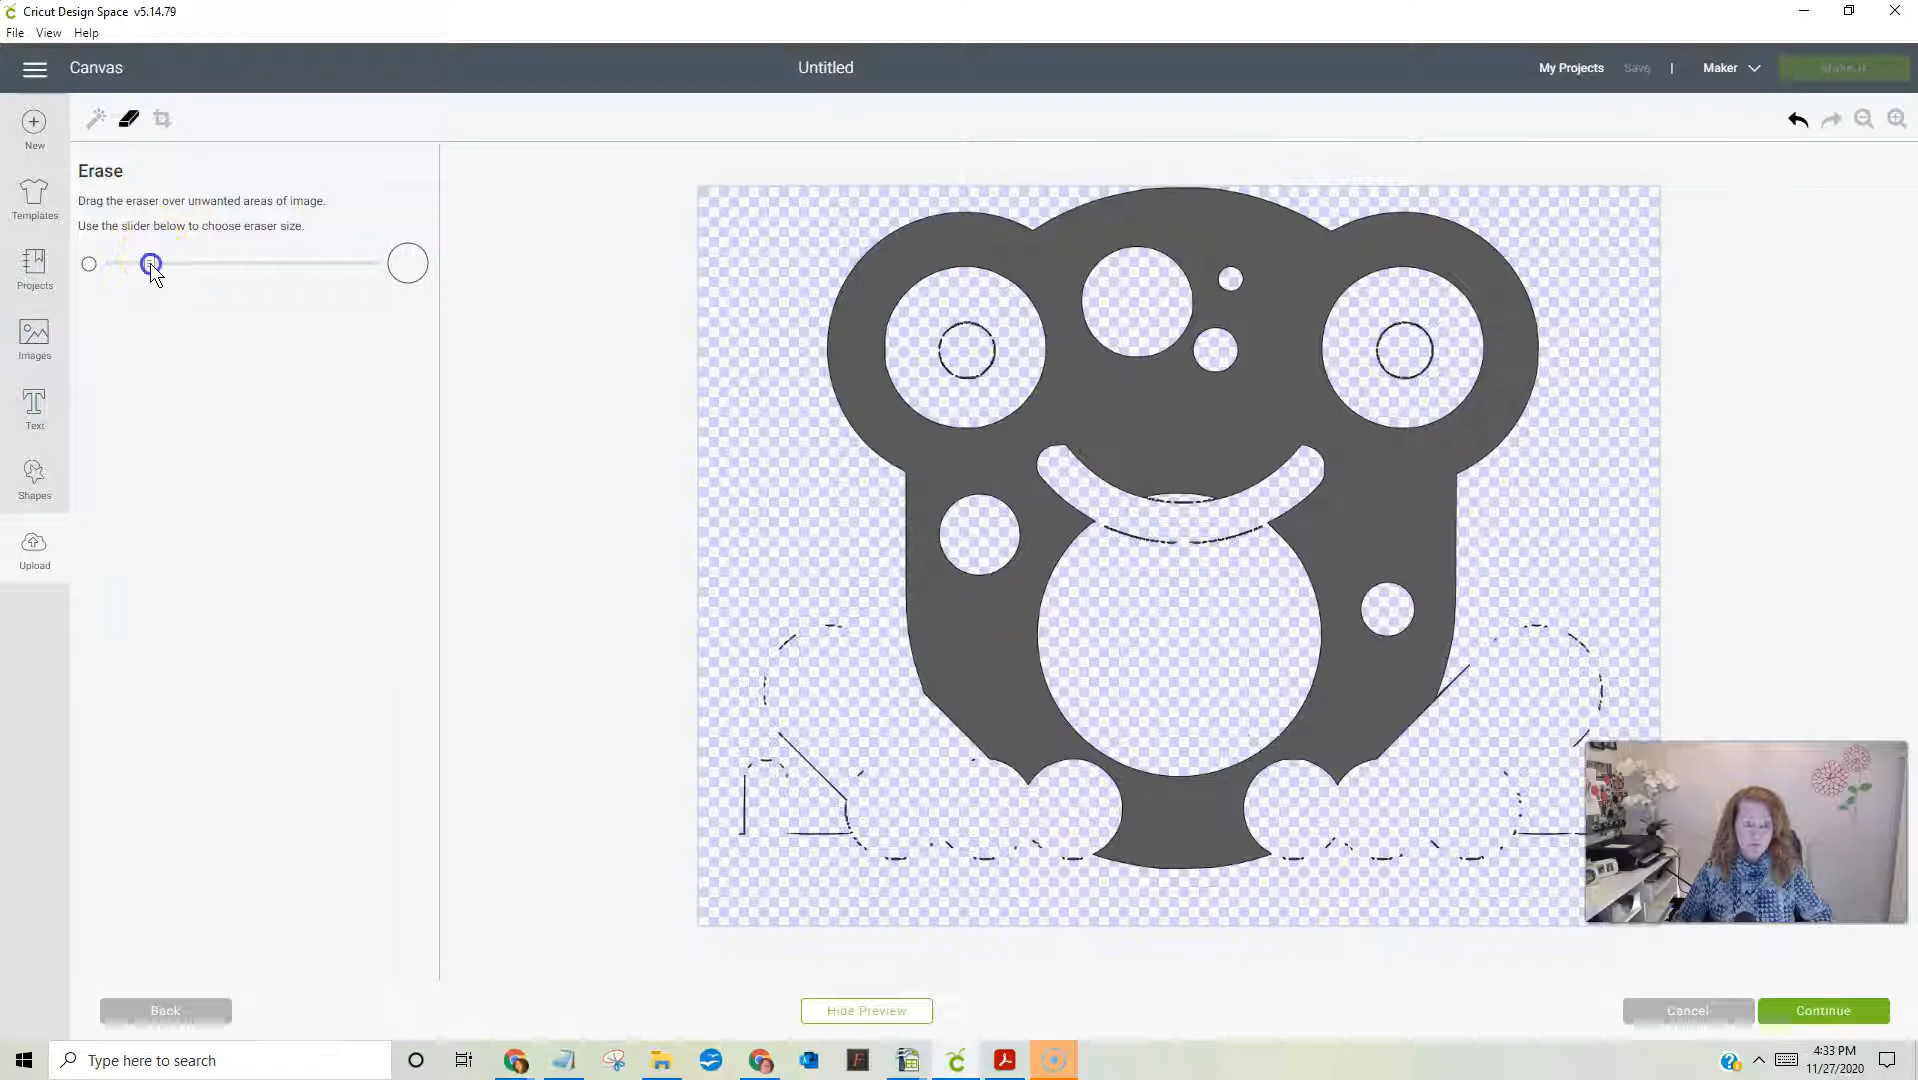 Cricut Design Space v5.14.79
File View Help
Canvas
Untitled
My Projects Save | Maker
Make It
New
Templates
Projects
Images
Text
Shapes
Upload
Erase
Drag the eraser over unwanted areas of image.
Use the slider below to choose eraser size.
Back
Hide Preview
Cancel
Continue
Type here to search
4:33 PM
11/27/2020